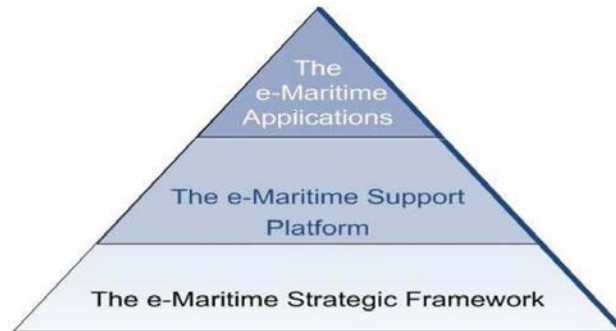 The
e-Maritime
Applications
The e-Maritime Support
Platform
The e-Maritime Strategic Framework